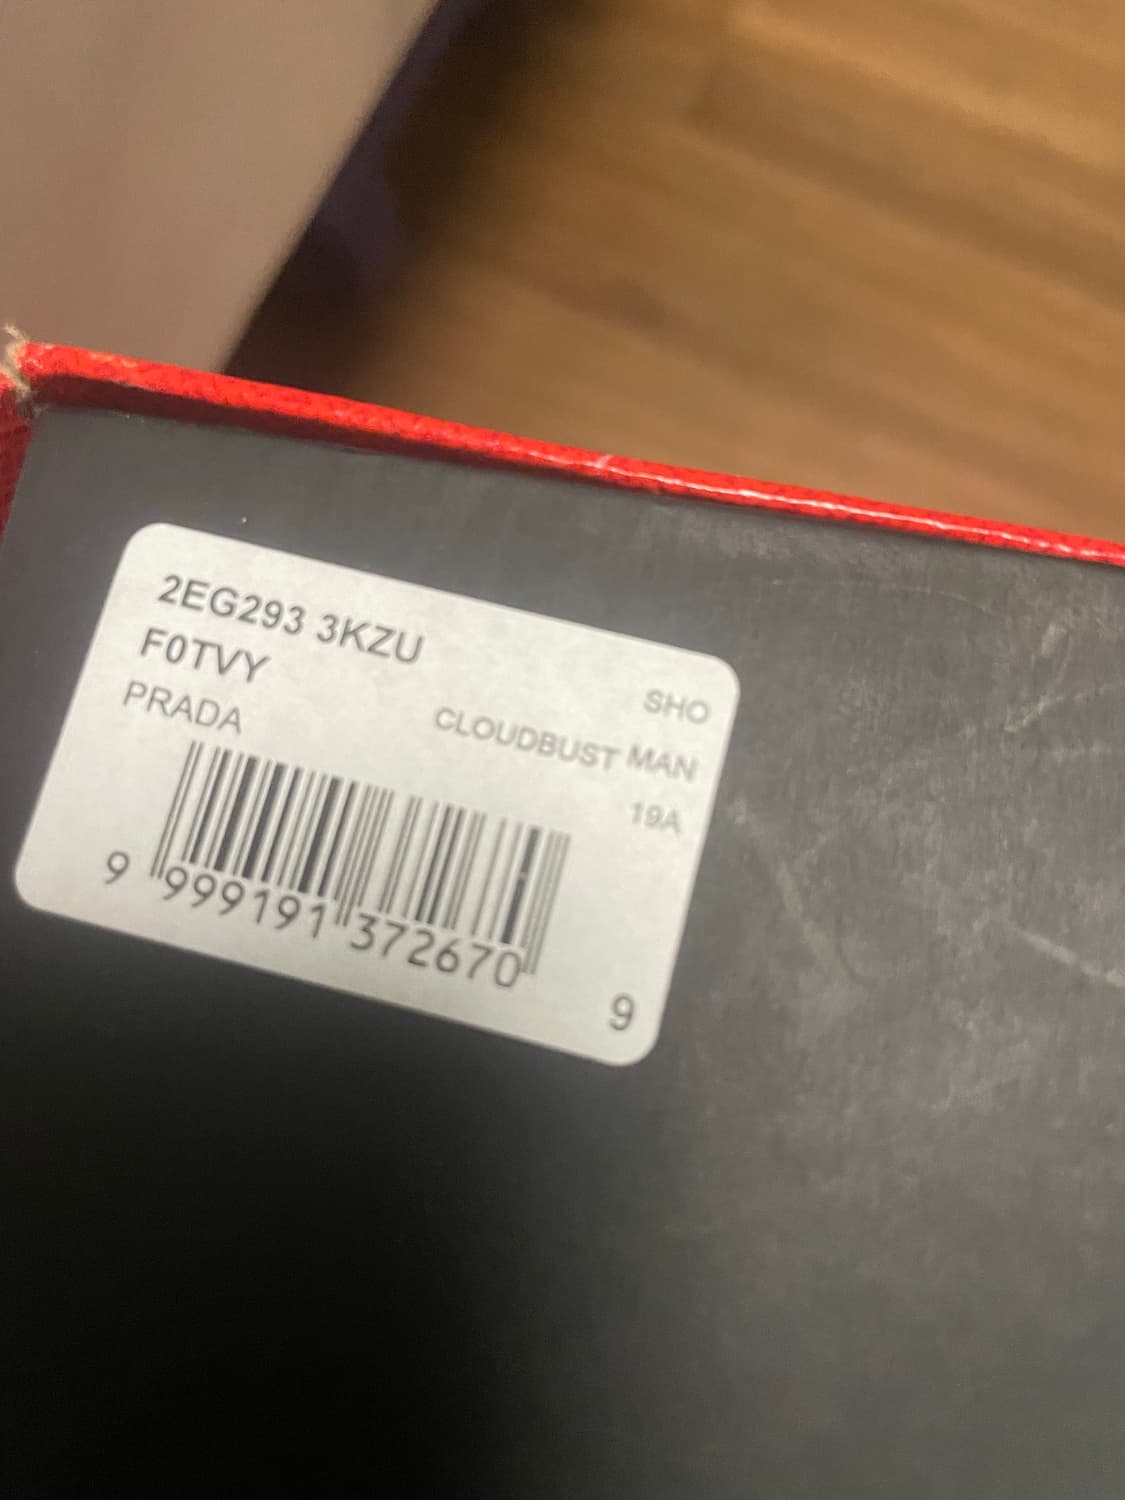 2EG293 3KZU
F0TVY
SHO
PRADA
CLOUDBUST MAN
19A
9 999191 372670
9